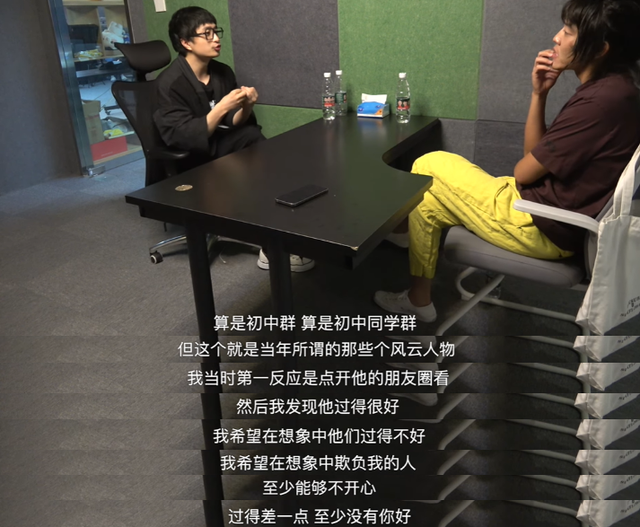 算是初中群 算是初中同学群
但这个就是当年所谓的那些个风云人物
我当时第一反应是点开他的朋友圈看
然后我发现他过得很好
我希望在想象中他们过得不好
我希望在想象中欺负我的人
至少能够不开心
过得差一点 至少没有你好